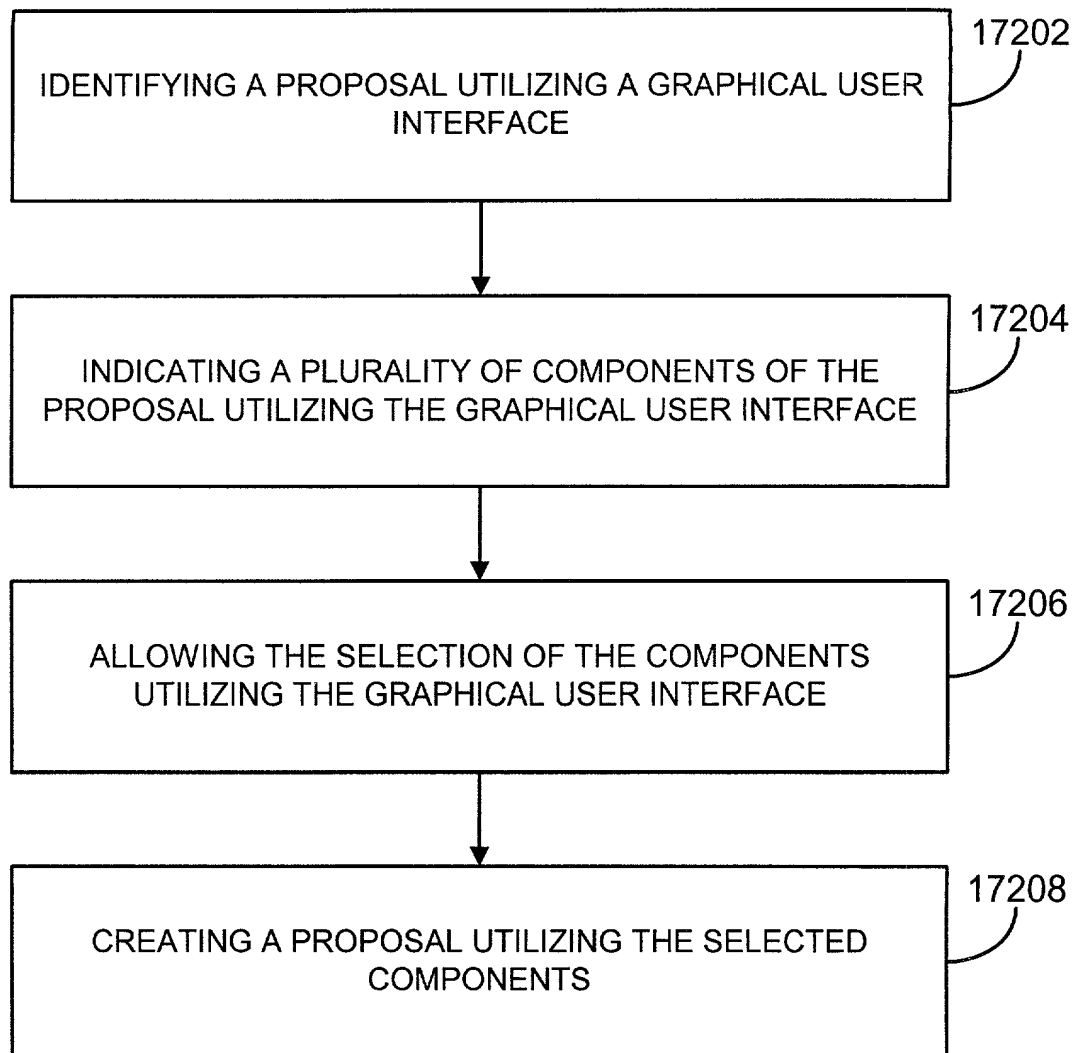 17202
IDENTIFYING A PROPOSAL UTILIZING A GRAPHICAL USER
INTERFACE
17204
INDICATING A PLURALITY OF COMPONENTS OF THE
PROPOSAL UTILIZING THE GRAPHICAL USER INTERFACE
17206
ALLOWING THE SELECTION OF THE COMPONENTS
UTILIZING THE GRAPHICAL USER INTERFACE
17208
CREATING A PROPOSAL UTILIZING THE SELECTED
COMPONENTS